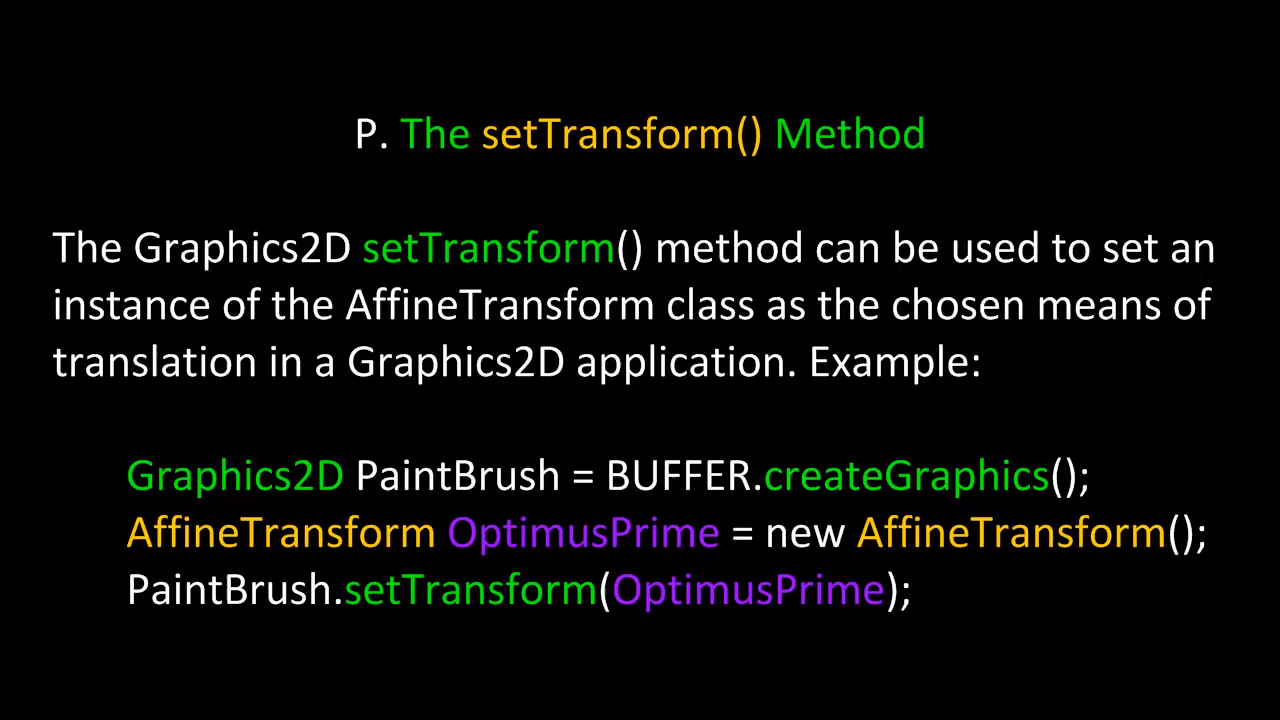 P. The setTransform() Method
The Graphics2D setTransform() method can be used to set an
instance of the AffineTransform class as the chosen means of
translation in a Graphics2D application. Example:
Graphics2D PaintBrush = BUFFER.createGraphics();
AffineTransform OptimusPrime = new AffineTransform();
PaintBrush.setTransform(OptimusPrime);